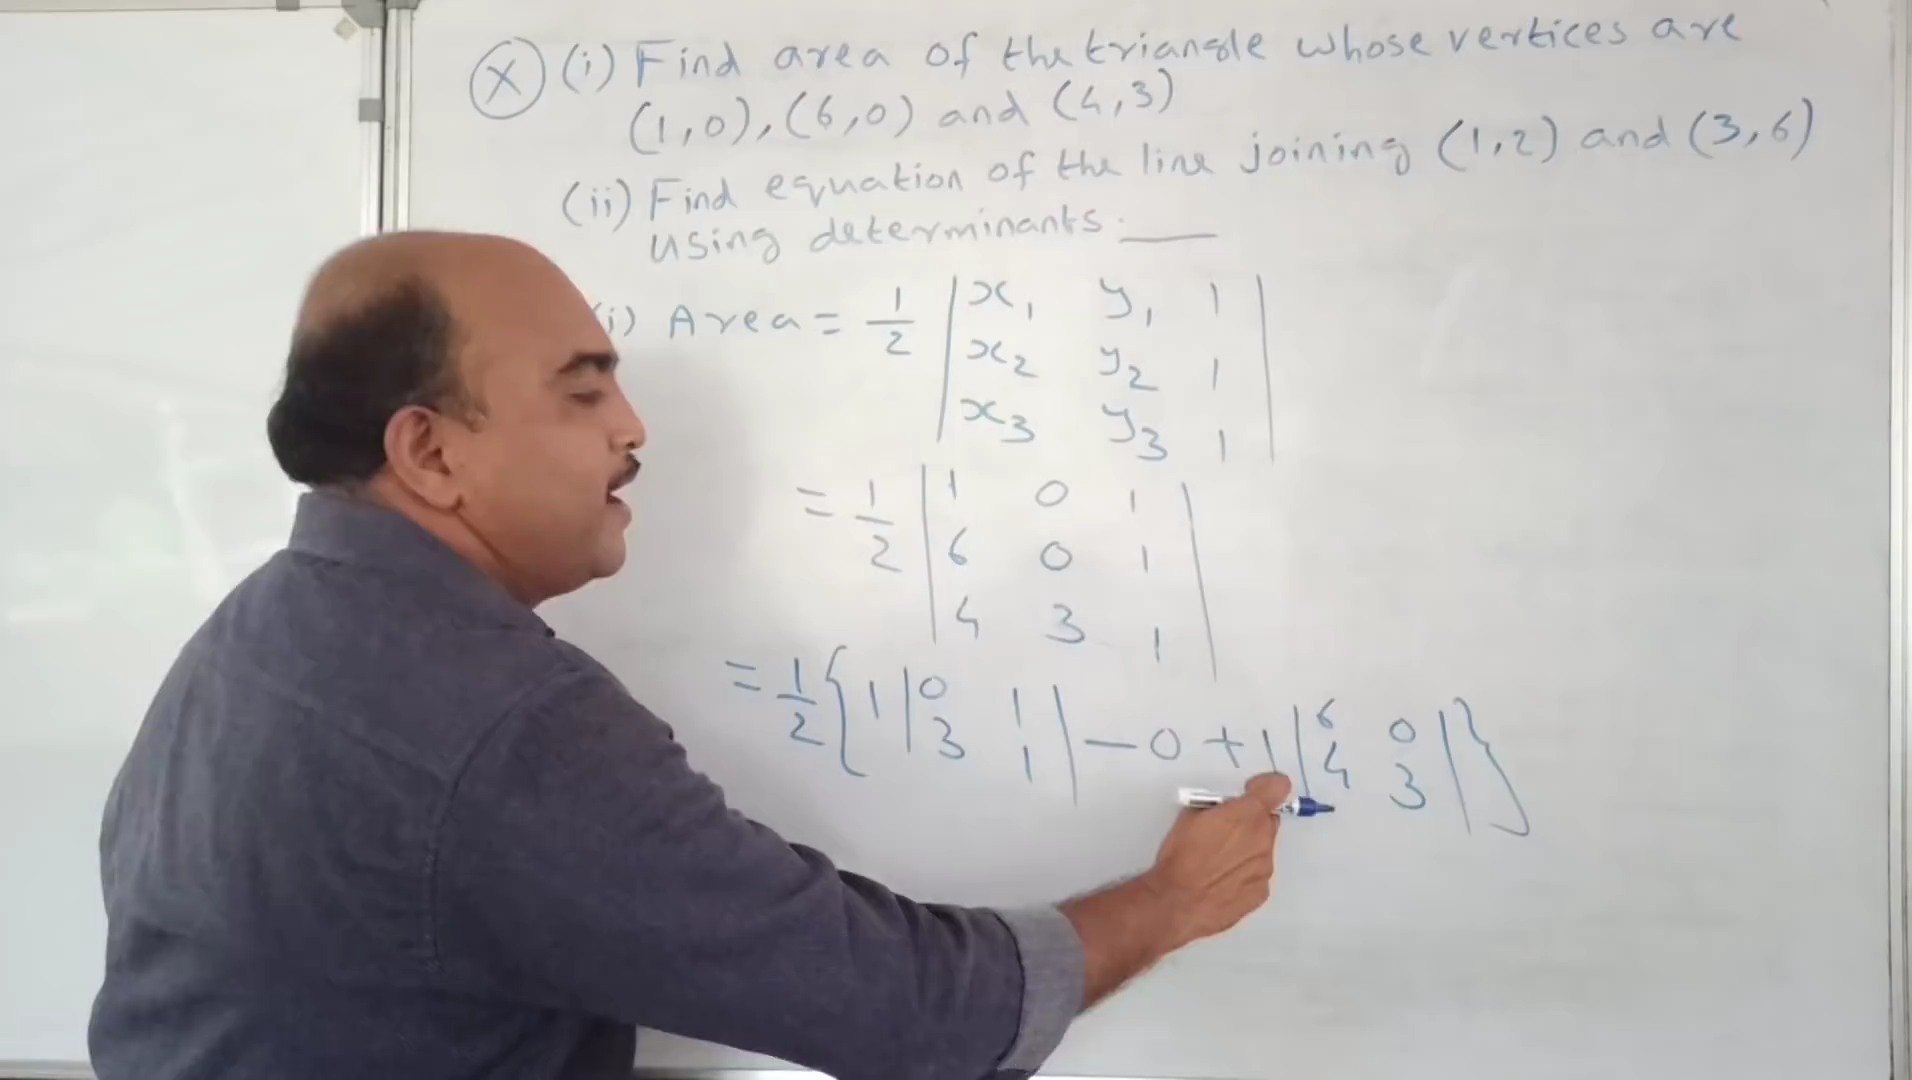 X (i) Find area of the triangle whose vertices are
(1,0), (6,0) and (4,3)
(ii) Find equation of the line joining (1,2) and (3,6)
using determinants.
(i) Area = 1/2 | x₁ y₁ 1 |
| x₂ y₂ 1 |
| x₃ y₃ 1 |
= 1/2 | 1 0 1 |
| 6 0 1 |
| 4 3 1 |
= 1/2 { 1 | 0 1 | - 0 + 1 | 6 0 | }
| 3 1 | | 4 3 |